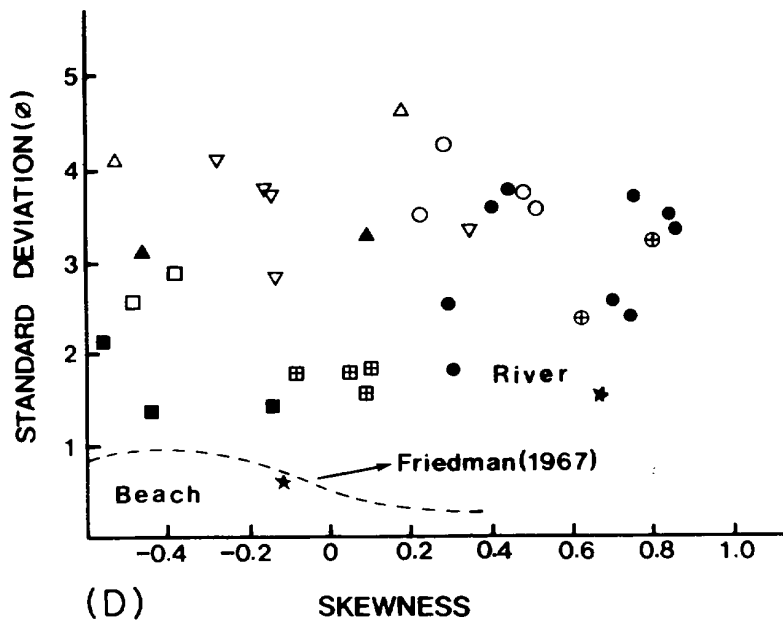 STANDARD DEVIATION(ø)
5
4
3
2
1
River
Friedman(1967)
Beach
-0.4 -0.2 0 0.2 0.4 0.6 0.8 1.0
(D) SKEWNESS